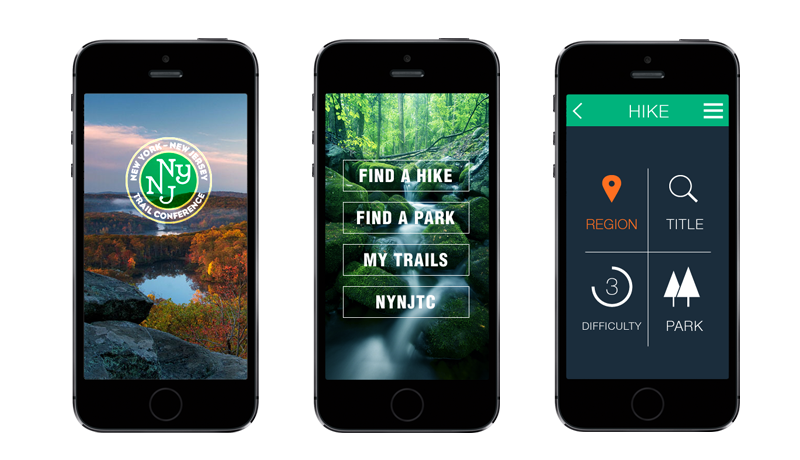 NEW YORK - NEW JERSEY
NY
NJ
TRAIL CONFERENCE
FIND A HIKE
FIND A PARK
MY TRAILS
NYNJTC
HIKE
REGION
TITLE
3
DIFFICULTY
PARK